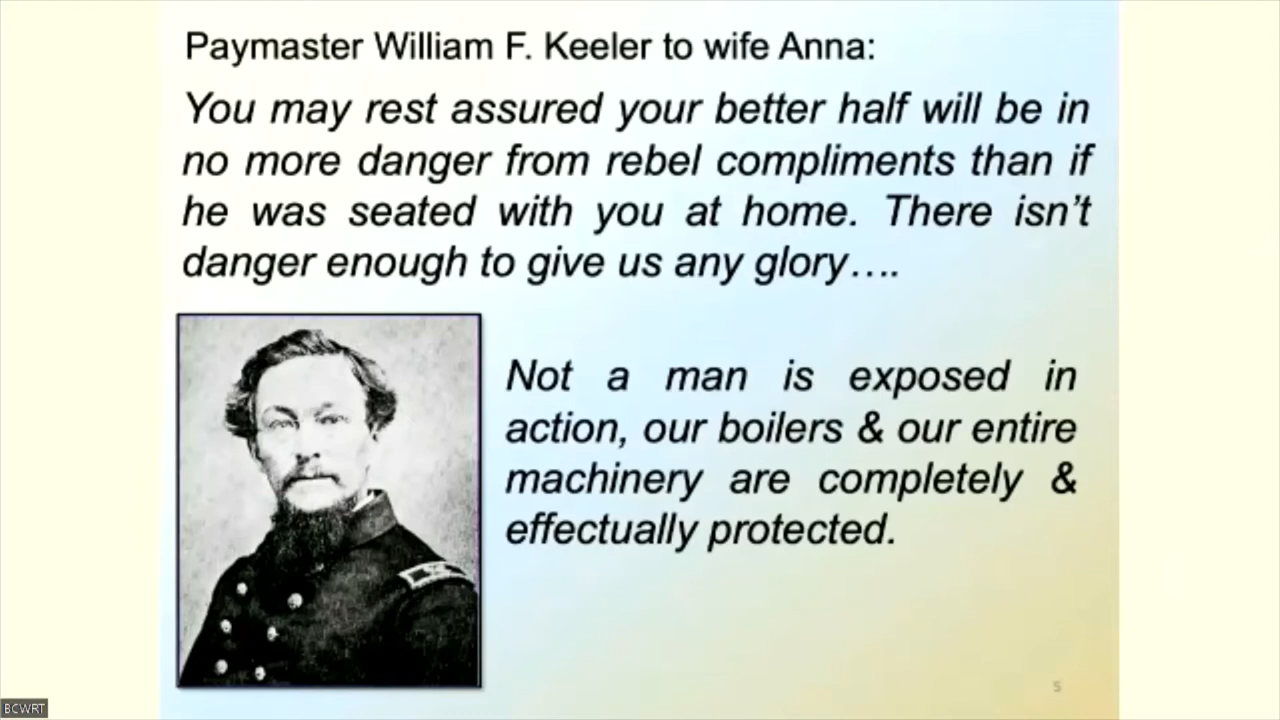 Paymaster William F. Keeler to wife Anna:
You may rest assured your better half will be in
no more danger from rebel compliments than if
he was seated with you at home. There isn’t
danger enough to give us any glory….
Not a man is exposed in
action, our boilers & our entire
machinery are completely &
effectually protected.
5
BCWRT